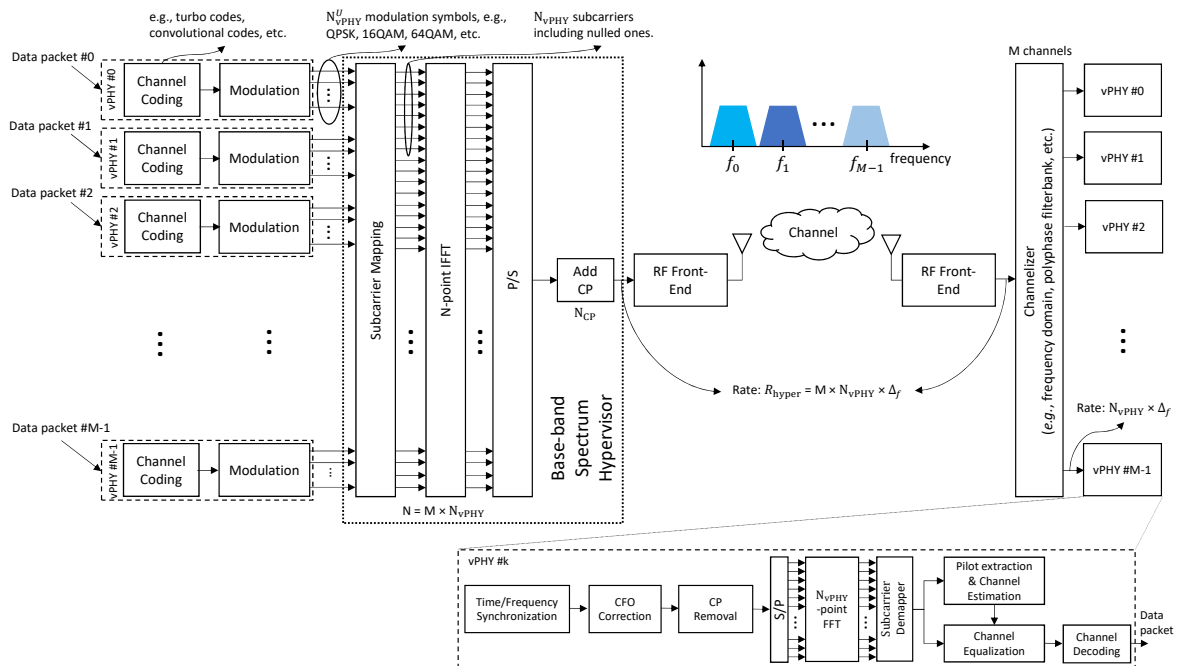 e.g., turbo codes,
convolutional codes, etc.
N^U_vPHY modulation symbols, e.g.,
QPSK, 16QAM, 64QAM, etc.
N_vPHY subcarriers
including nulled ones.
Data packet #0
vPHY #0
Channel
Coding
Modulation
Data packet #1
vPHY #1
Channel
Coding
Modulation
Data packet #2
vPHY #2
Channel
Coding
Modulation
Data packet #M-1
vPHY #M-1
Channel
Coding
Modulation
Subcarrier Mapping
N-point IFFT
P/S
Add
CP
N_CP
Base-band
Spectrum
Hypervisor
N = M × N_vPHY
RF Front-
End
Channel
RF Front-
End
f_0
f_1
f_{M−1}
frequency
Rate: R_hyper = M × N_vPHY × Δ_f
M channels
Channelizer
(e.g., frequency domain, polyphase filterbank, etc.)
vPHY #0
vPHY #1
vPHY #2
Rate: N_vPHY × Δ_f
vPHY #M-1
vPHY #k
Time/Frequency
Synchronization
CFO
Correction
CP
Removal
S/P
N_vPHY
-point
FFT
Subcarrier
Demapper
Pilot extraction
& Channel
Estimation
Channel
Equalization
Channel
Decoding
Data
packet